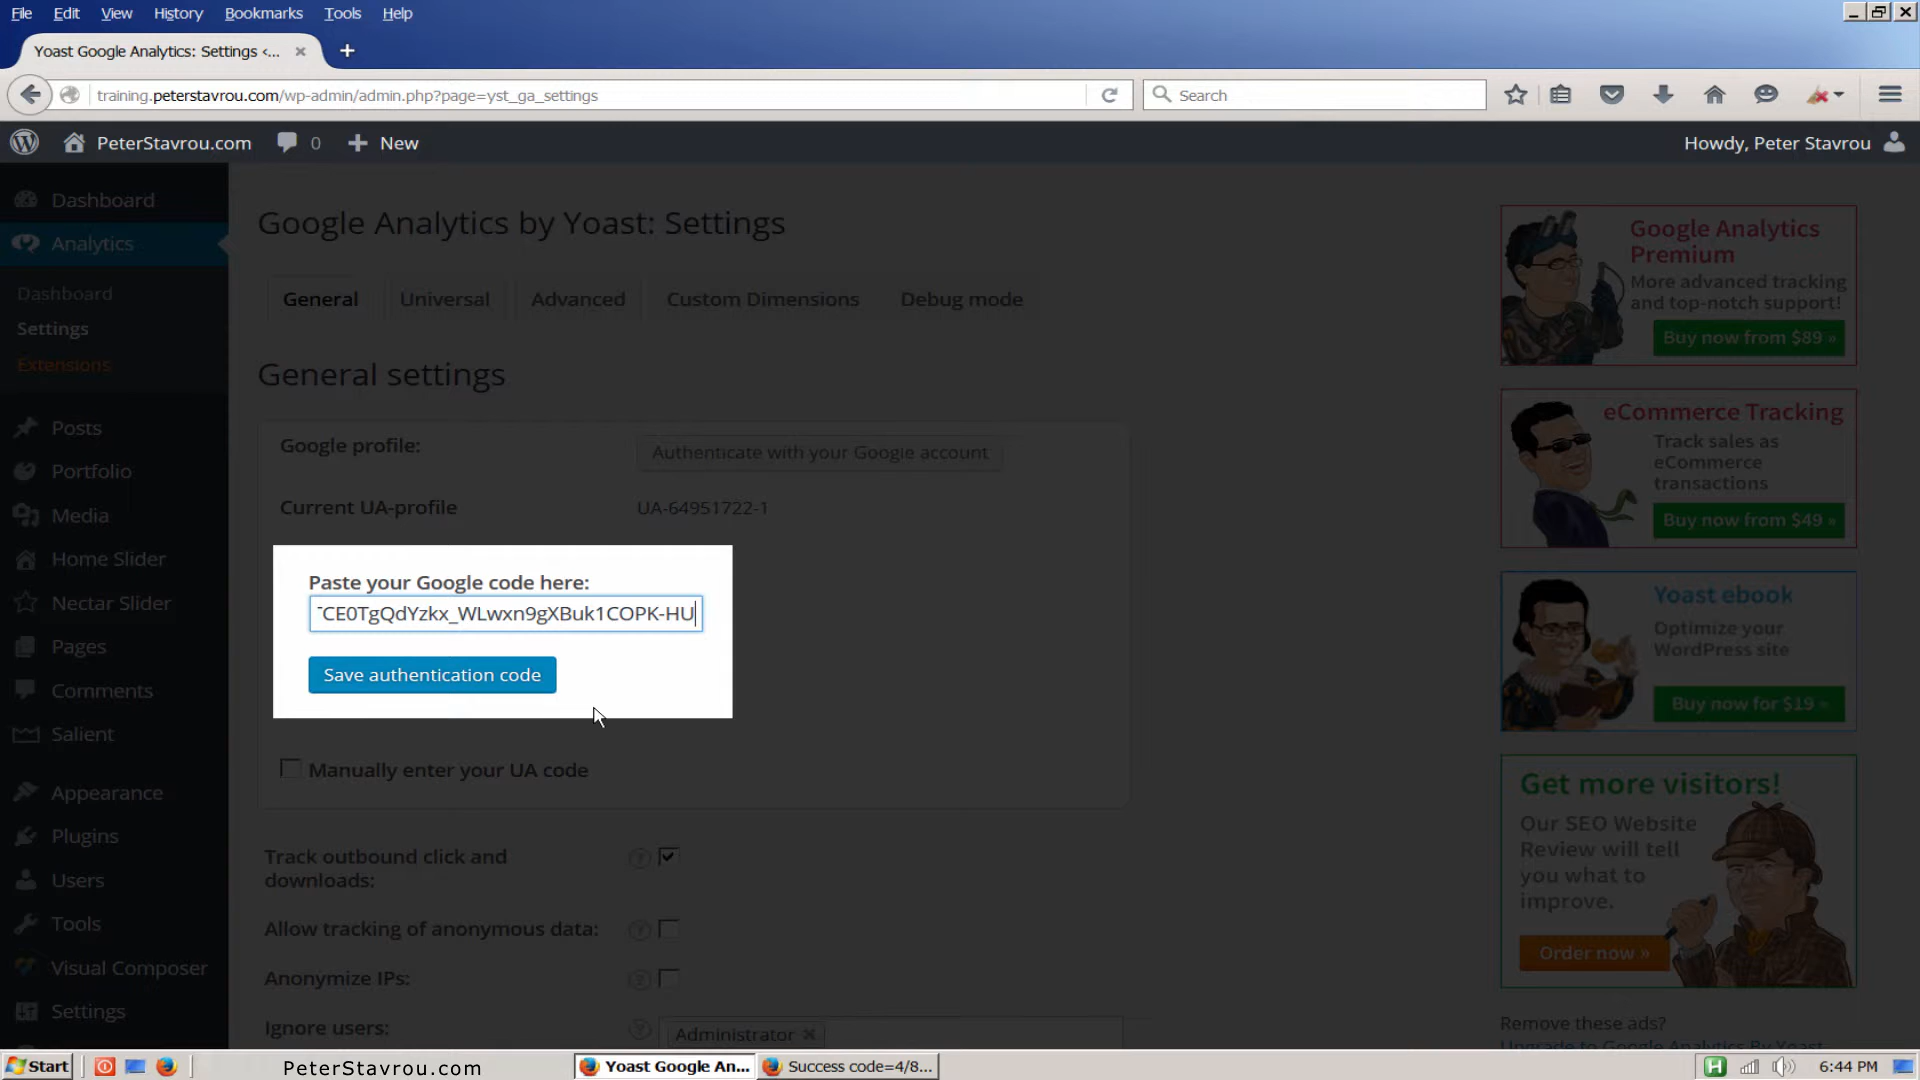 File Edit View History Bookmarks Tools Help
Yoast Google Analytics: Settings <...
training.peterstavrou.com/wp-admin/admin.php?page=yst_ga_settings
Search
PeterStavrou.com 0 New
Howdy, Peter Stavrou
Dashboard
Analytics
Dashboard
Settings
Extensions
Posts
Portfolio
Media
Home Slider
Nectar Slider
Pages
Comments
Salient
Appearance
Plugins
Users
Tools
Visual Composer
Settings
Google Analytics by Yoast: Settings
General Universal Advanced Custom Dimensions Debug mode
General settings
Google profile: Authenticate with your Google account
Current UA-profile UA-64951722-1
Paste your Google code here:
CE0TgQdYzkx_WLwxn9gXBuk1COPK-HU
Save authentication code
Manually enter your UA code
Track outbound click and
downloads:
Allow tracking of anonymous data:
Anonymize IPs:
Ignore users: Administrator
Google Analytics
Premium
More advanced tracking
and top-notch support!
Buy now from $89 »
eCommerce Tracking
Track sales as
eCommerce
transactions
Buy now from $49 »
Yoast ebook
Optimize your
WordPress site
Buy now for $19 »
Get more visitors!
Our SEO Website
Review will tell
you what to
improve.
Order now »
Remove these ads?
Upgrade to Google Analytics By Yoast
Start PeterStavrou.com Yoast Google An... Success code=4/8... 6:44 PM